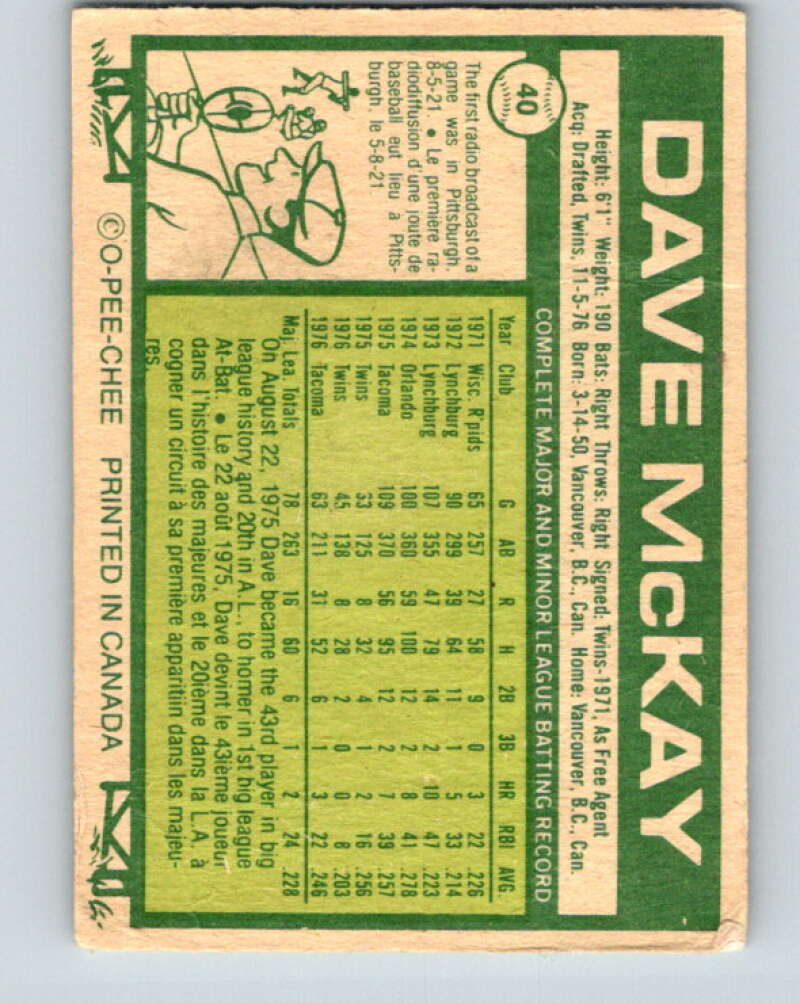 DAVE McKAY
Height: 6'1" Weight: 190 Bats: Right Throws: Right Signed: Twins-1971, As Free Agent
Acq: Drafted, Twins, 11-5-76 Born: 3-14-50, Vancouver, B.C., Can. Home: Vancouver, B.C., Can.
40
The first radio broadcast of a
game was in Pittsburgh.
8-5-21. • Le première ra-
diodiffusion d'une joute de
baseball eut lieu à Pitts-
burgh, le 5-8-21
COMPLETE MAJOR AND MINOR LEAGUE BATTING RECORD
Year Club G AB R H 2B 3B HR RBI AVG.
1971 Wisc. R'pids 65 257 27 58 9 0 3 22 .226
1972 Lynchburg 90 299 39 64 11 1 5 33 .214
1973 Lynchburg 107 355 47 79 14 2 10 47 .223
1974 Orlando 100 360 59 100 12 2 8 41 .278
1975 Tacoma 109 370 56 95 12 2 7 39 .257
1975 Twins 33 125 8 32 4 1 2 16 .256
1976 Twins 45 138 8 28 2 0 0 8 .203
1976 Tacoma 63 211 31 52 6 1 3 22 .246
Maj. Lea. Totals 78 263 16 60 6 1 2 24 .228
On August 22, 1975 Dave became the 43rd player in big
league history and 20th in A.L., to homer in 1st big league
At-Bat. • Le 22 août 1975, Dave devint le 43ième joueur
dans l'histoire des majeures et le 20ième dans la L.A. à
cogner un circuit à sa première apparitiin dans les majeu-
res.
© O-PEE-CHEE PRINTED IN CANADA